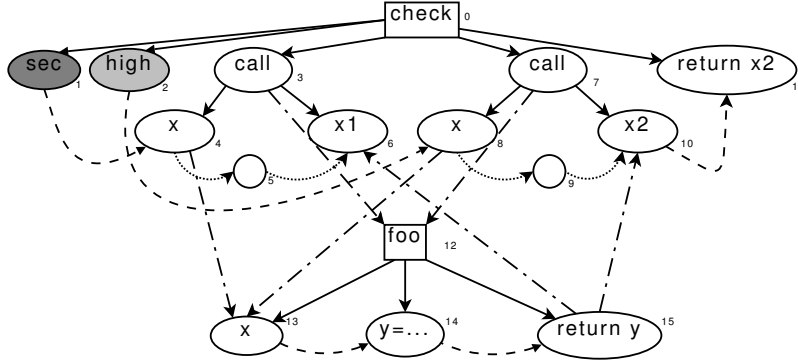 check 0
sec 1
high 2
call 3
call 7
return x2 1
x 4
x1 6
x 8
x2 10
5
9
foo 12
x 13
y=... 14
return y 15